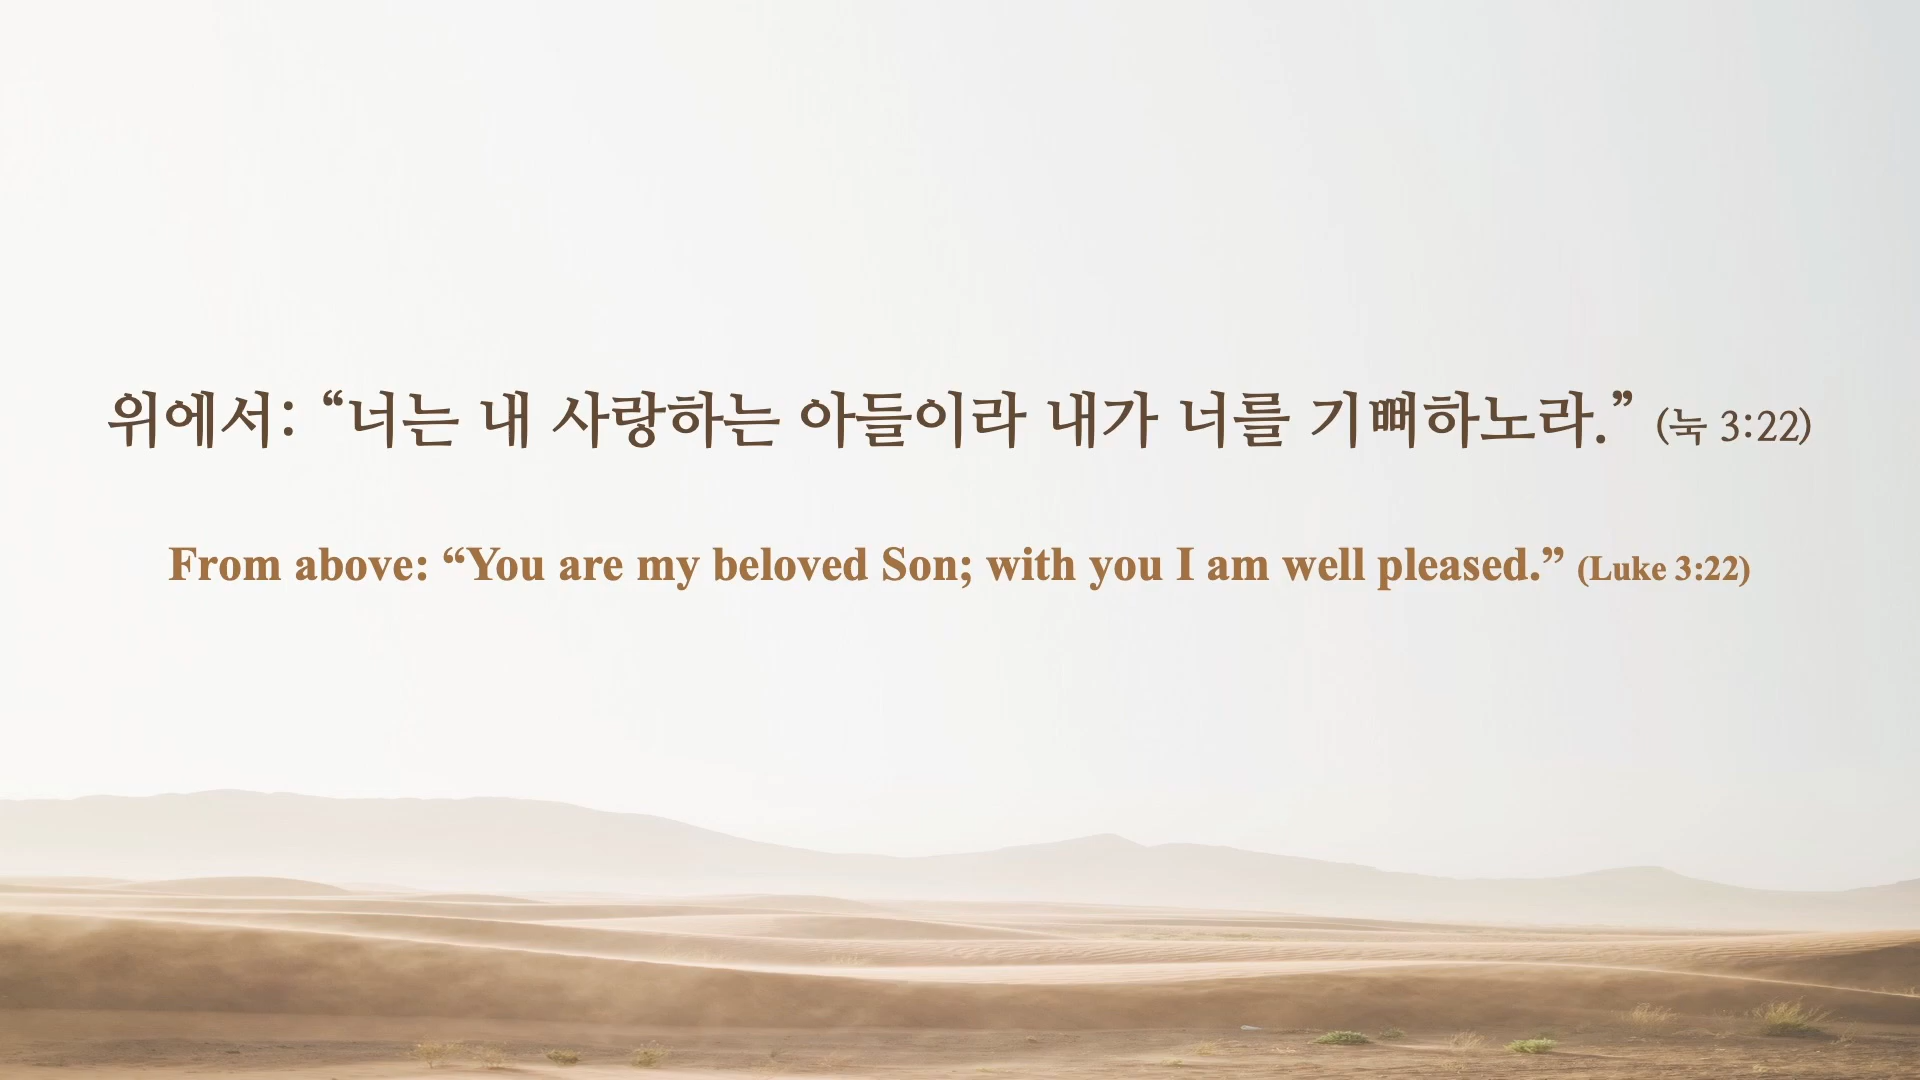 위에서: “너는 내 사랑하는 아들이라 내가 너를 기뻐하노라.” (눅 3:22)
From above: “You are my beloved Son; with you I am well pleased.” (Luke 3:22)